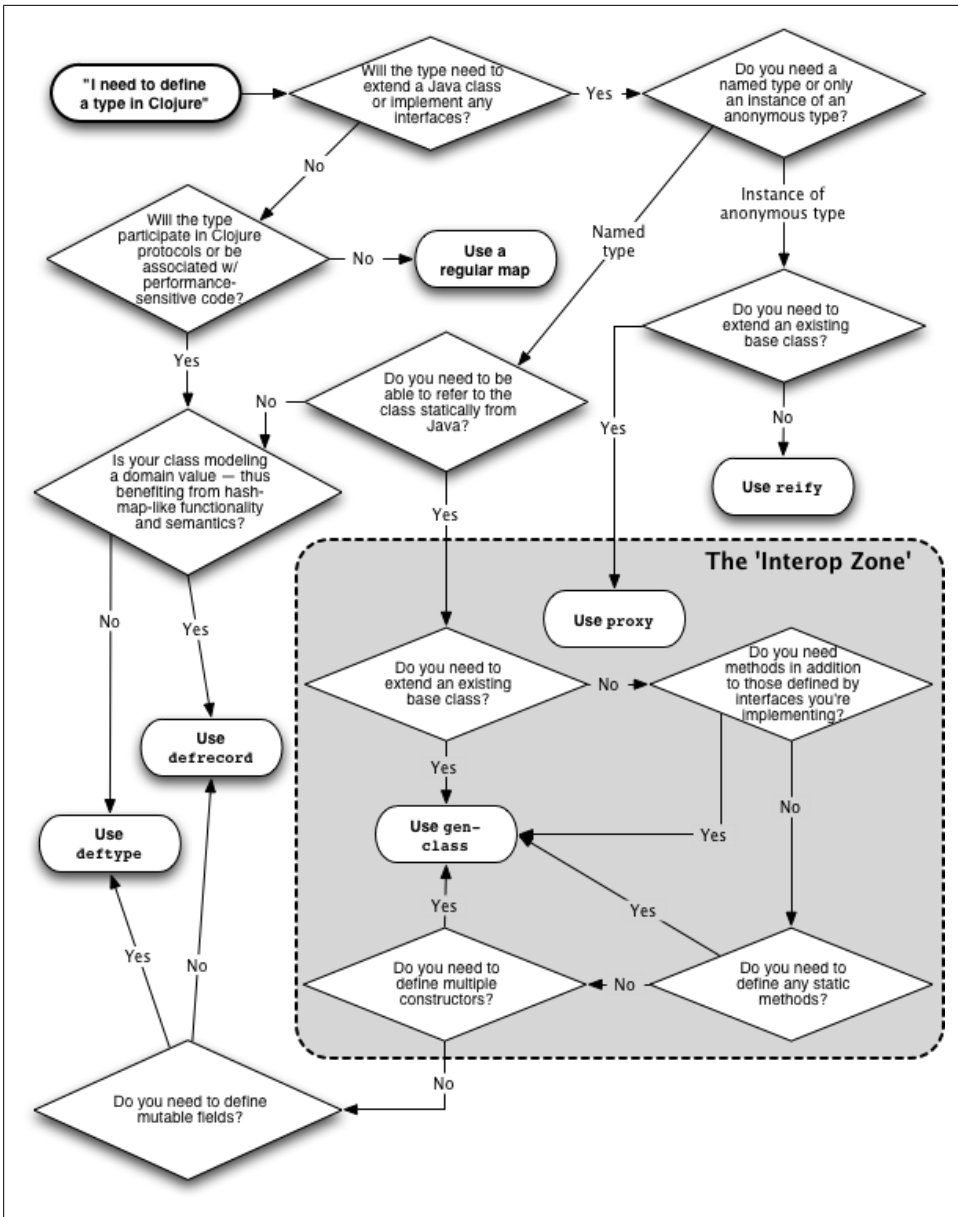 "I need to define
a type in Clojure"
Will the type need to
extend a Java class
or implement any
interfaces?
Yes
Do you need a
named type or only
an instance of an
anonymous type?
No
Instance of
anonymous type
Will the type
participate in Clojure
protocols or be
associated w/
performance-
sensitive code?
No
Use a
regular map
Named
type
Do you need to
extend an existing
base class?
Yes
Do you need to be
able to refer to the
class statically from
Java?
No
Yes
No
Is your class modeling
a domain value — thus
benefiting from hash-
map-like functionality
and semantics?
Use reify
Yes
The 'Interop Zone'
No
Yes
Use proxy
Do you need to
extend an existing
base class?
No
Do you need
methods in addition
to those defined by
interfaces you're
implementing?
Use
defrecord
Yes
No
Use
deftype
Use gen-
class
Yes
Yes
Yes
Yes
No
Do you need to
define multiple
constructors?
No
Do you need to
define any static
methods?
No
Do you need to define
mutable fields?